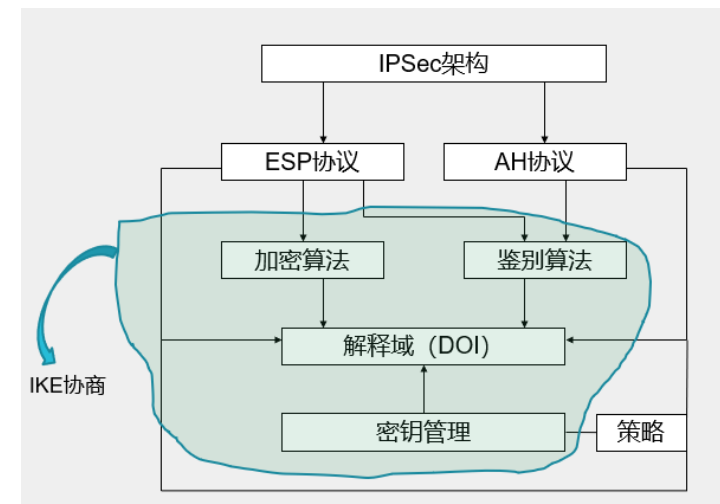 IPSec架构
ESP协议
AH协议
加密算法
鉴别算法
解释域（DOI）
IKE协商
密钥管理
策略